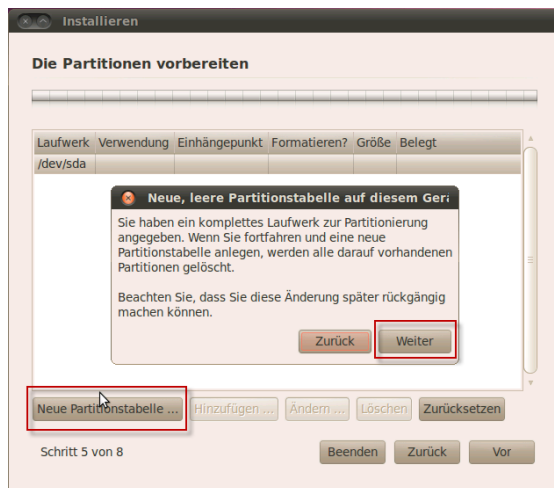 Installieren
Die Partitionen vorbereiten
Laufwerk Verwendung Einhängepunkt Formatieren? Größe Belegt
/dev/sda
Neue, leere Partitionstabelle auf diesem Gerä
Sie haben ein komplettes Laufwerk zur Partitionierung
angegeben. Wenn Sie fortfahren und eine neue
Partitionstabelle anlegen, werden alle darauf vorhandenen
Partitionen gelöscht.
Beachten Sie, dass Sie diese Änderung später rückgängig
machen können.
Zurück Weiter
Neue Partitionstabelle ... Hinzufügen ... Ändern ... Löschen Zurücksetzen
Schritt 5 von 8 Beenden Zurück Vor